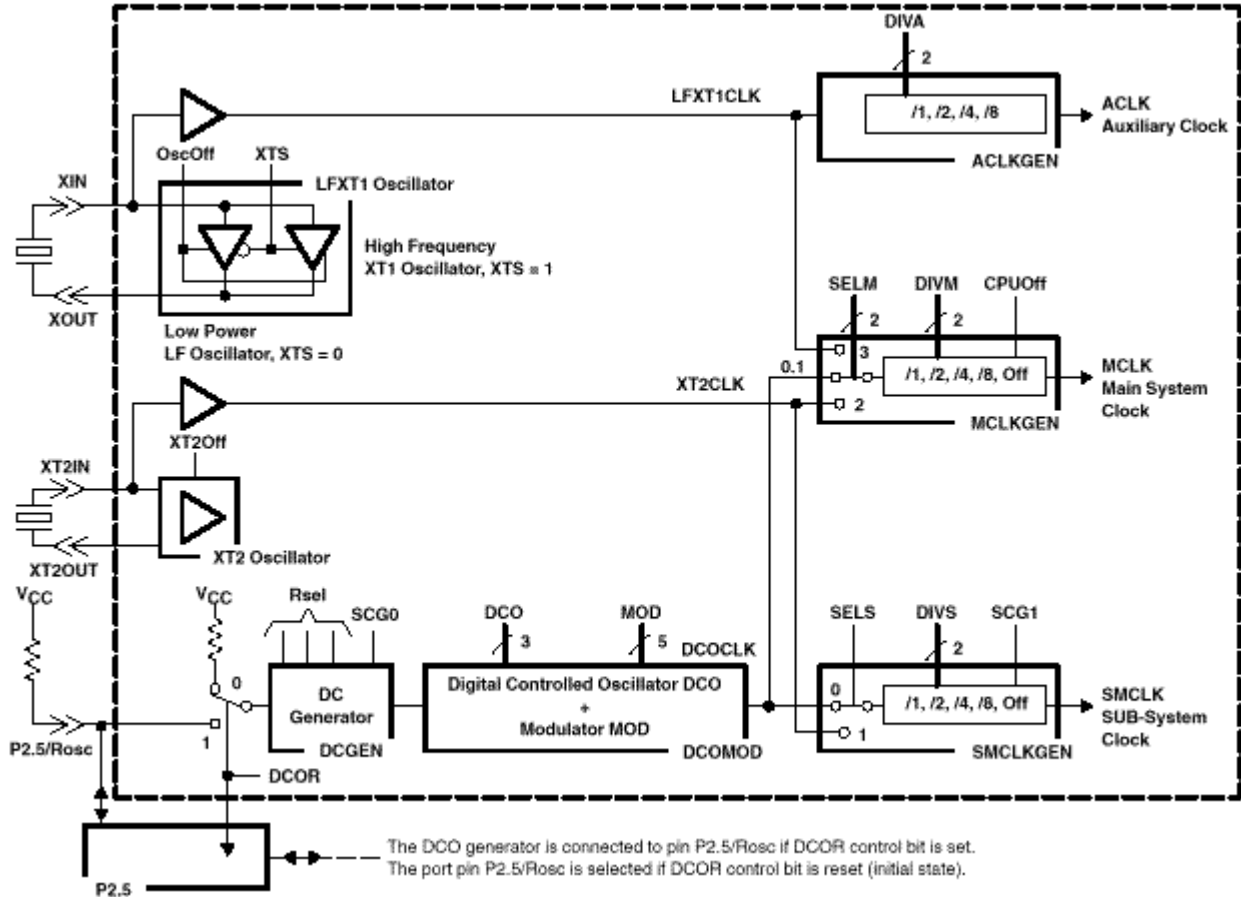 DIVA
2
LFXT1CLK
/1, /2, /4, /8
ACLK
Auxiliary Clock
ACLKGEN
OscOff
XTS
XIN
LFXT1 Oscillator
High Frequency
XT1 Oscillator, XTS = 1
XOUT
Low Power
LF Oscillator, XTS = 0
SELM
DIVM
CPUOff
2
2
3
0.1
/1, /2, /4, /8, Off
2
MCLK
Main System
Clock
MCLKGEN
XT2CLK
XT2Off
XT2IN
XT2OUT
XT2 Oscillator
VCC
VCC
Rsel
SCG0
DCO
3
MOD
5
DCOCLK
SELS
DIVS
SCG1
2
0
1
DC
Generator
DCGEN
Digital Controlled Oscillator DCO
+
Modulator MOD
DCOMOD
0
/1, /2, /4, /8, Off
1
SMCLK
SUB-System
Clock
SMCLKGEN
P2.5/Rosc
DCOR
P2.5
The DCO generator is connected to pin P2.5/Rosc if DCOR control bit is set.
The port pin P2.5/Rosc is selected if DCOR control bit is reset (initial state).